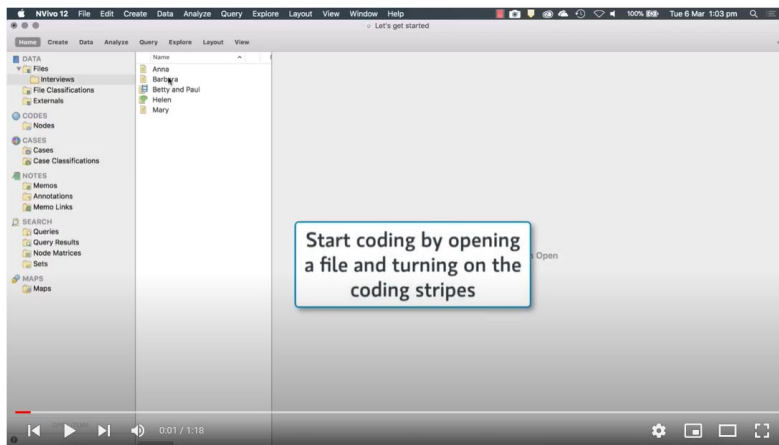 NVivo 12 File Edit Create Data Analyze Query Explore Layout View Window Help 100% Tue 6 Mar 1:03 pm
Let's get started
Home Create Data Analyze Query Explore Layout View
DATA
Files
Interviews
File Classifications
Externals
CODES
Nodes
CASES
Cases
Case Classifications
NOTES
Memos
Annotations
Memo Links
SEARCH
Queries
Query Results
Node Matrices
Sets
MAPS
Maps
Name
Anna
Barbara
Betty and Paul
Helen
Mary
Start coding by opening
a file and turning on the
coding stripes
Open
0:01 / 1:18